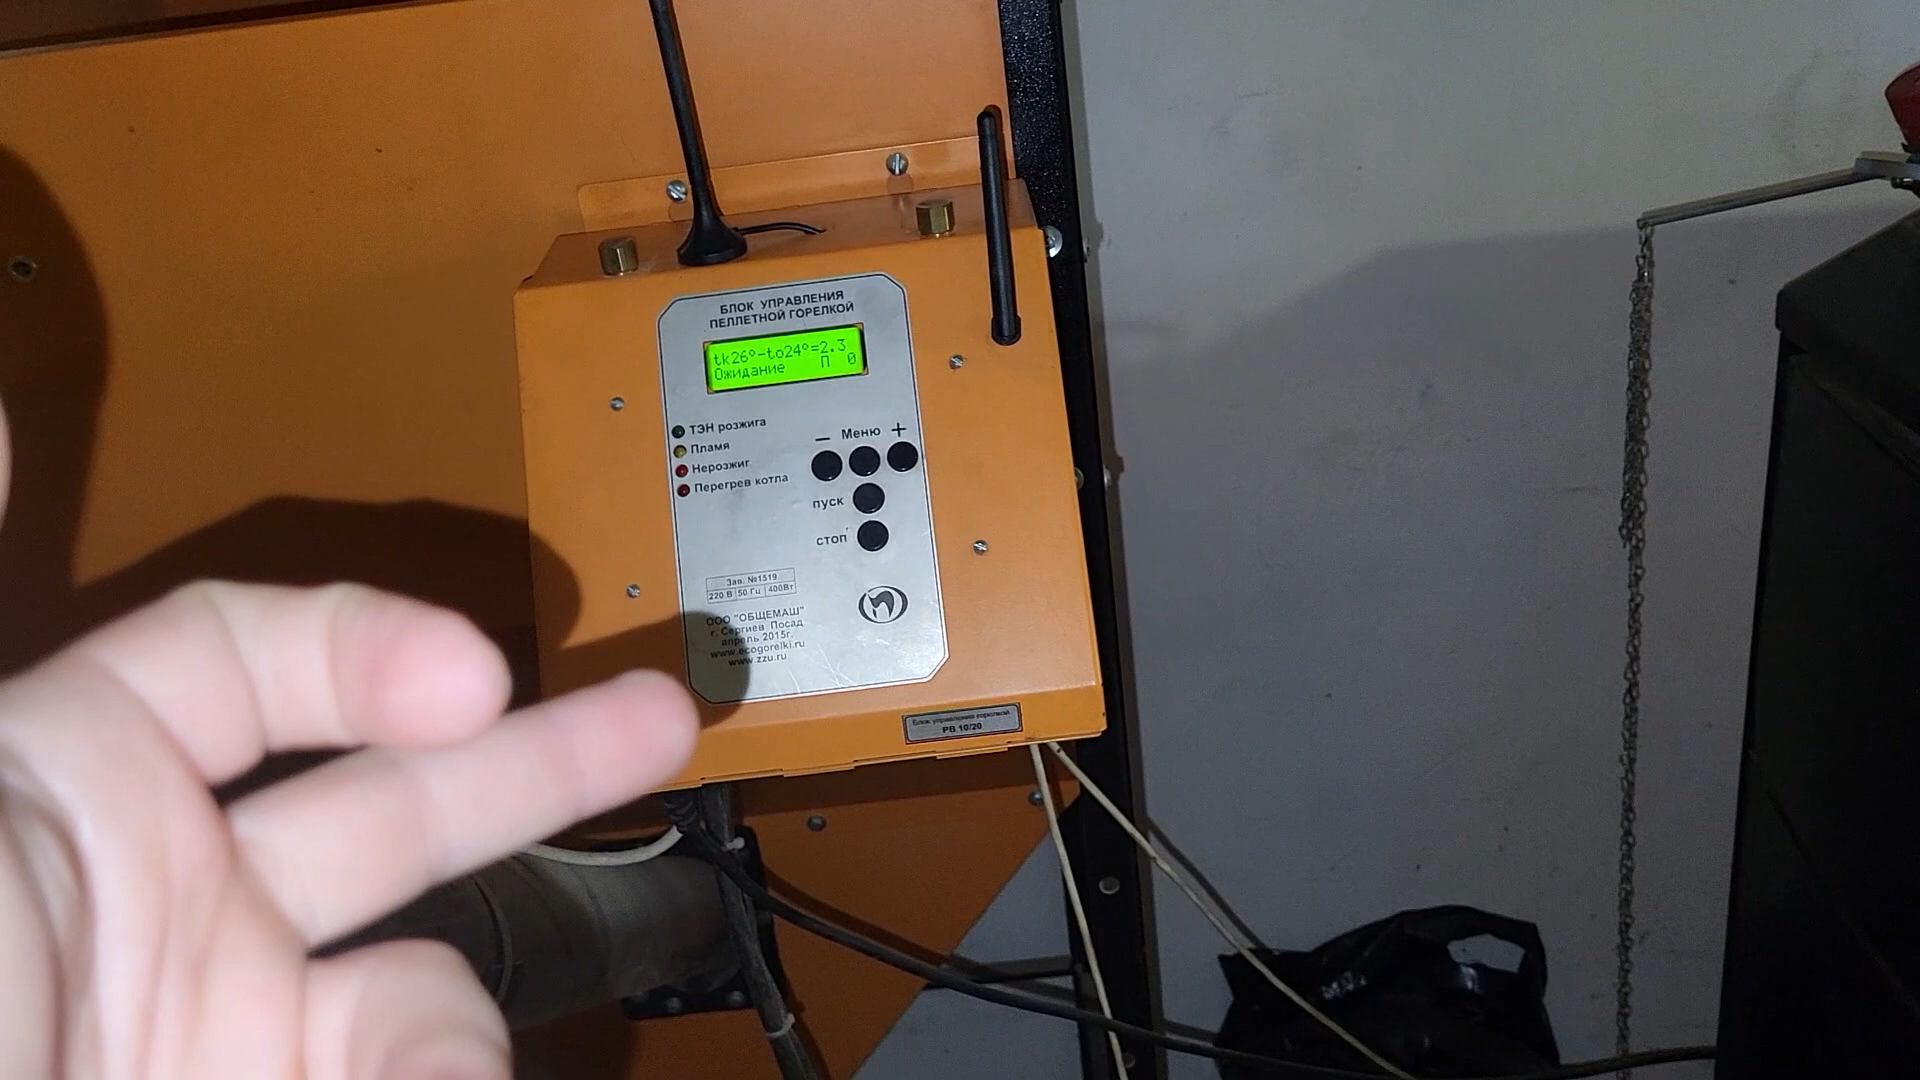 БЛОК УПРАВЛЕНИЯ
ПЕЛЛЕТНОЙ ГОРЕЛКОЙ
tk26°-to24°=2.3
Ожидание П 0
ТЭН розжига
Пламя
Нерозжиг
Перегрев котла
− Меню +
пуск
стоп
Зав. №1519
220 В 50 Гц 400Вт
ООО "ОБЩЕМАШ"
г. Сергиев Посад
апрель 2015г.
www.ecogorelki.ru
www.zzu.ru
Блок управления горелкой
РВ 10/20